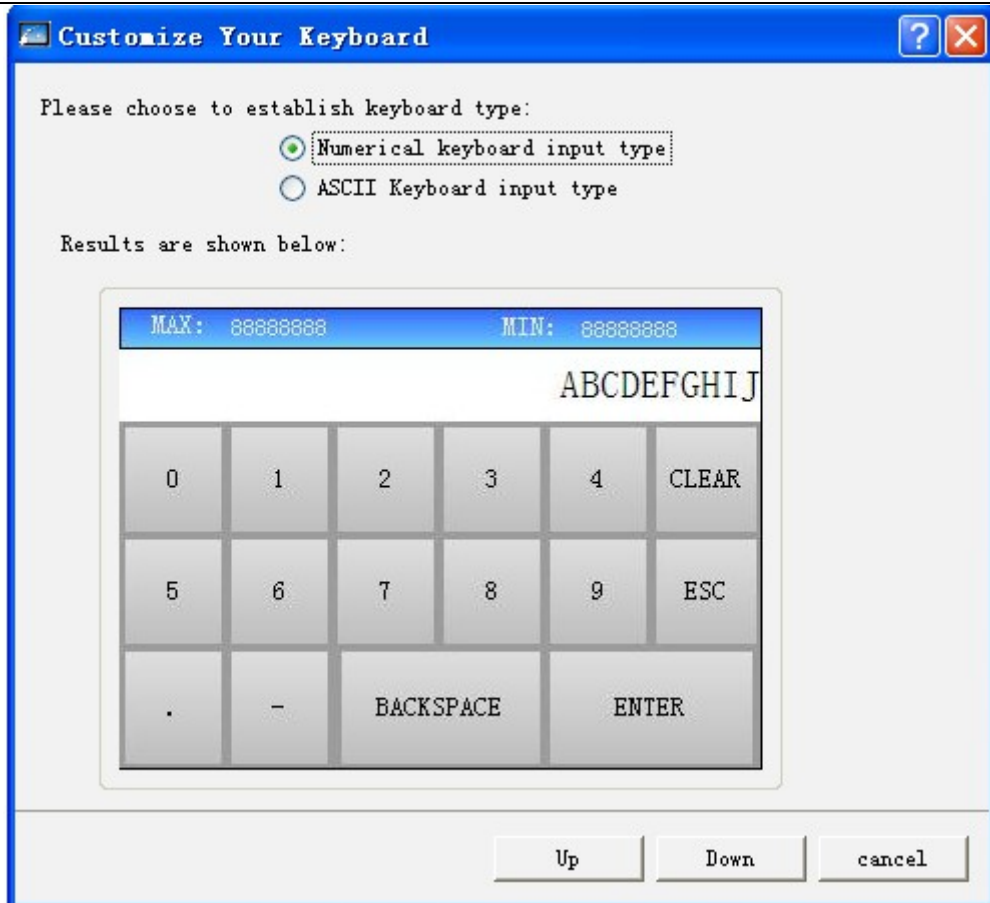 Customize Your Keyboard
Please choose to establish keyboard type:
Numerical keyboard input type
ASCII Keyboard input type
Results are shown below:
MAX: 88888888 MIN: 88888888
ABCDEFGHIJ
0 1 2 3 4 CLEAR
5 6 7 8 9 ESC
. - BACKSPACE ENTER
Up Down cancel